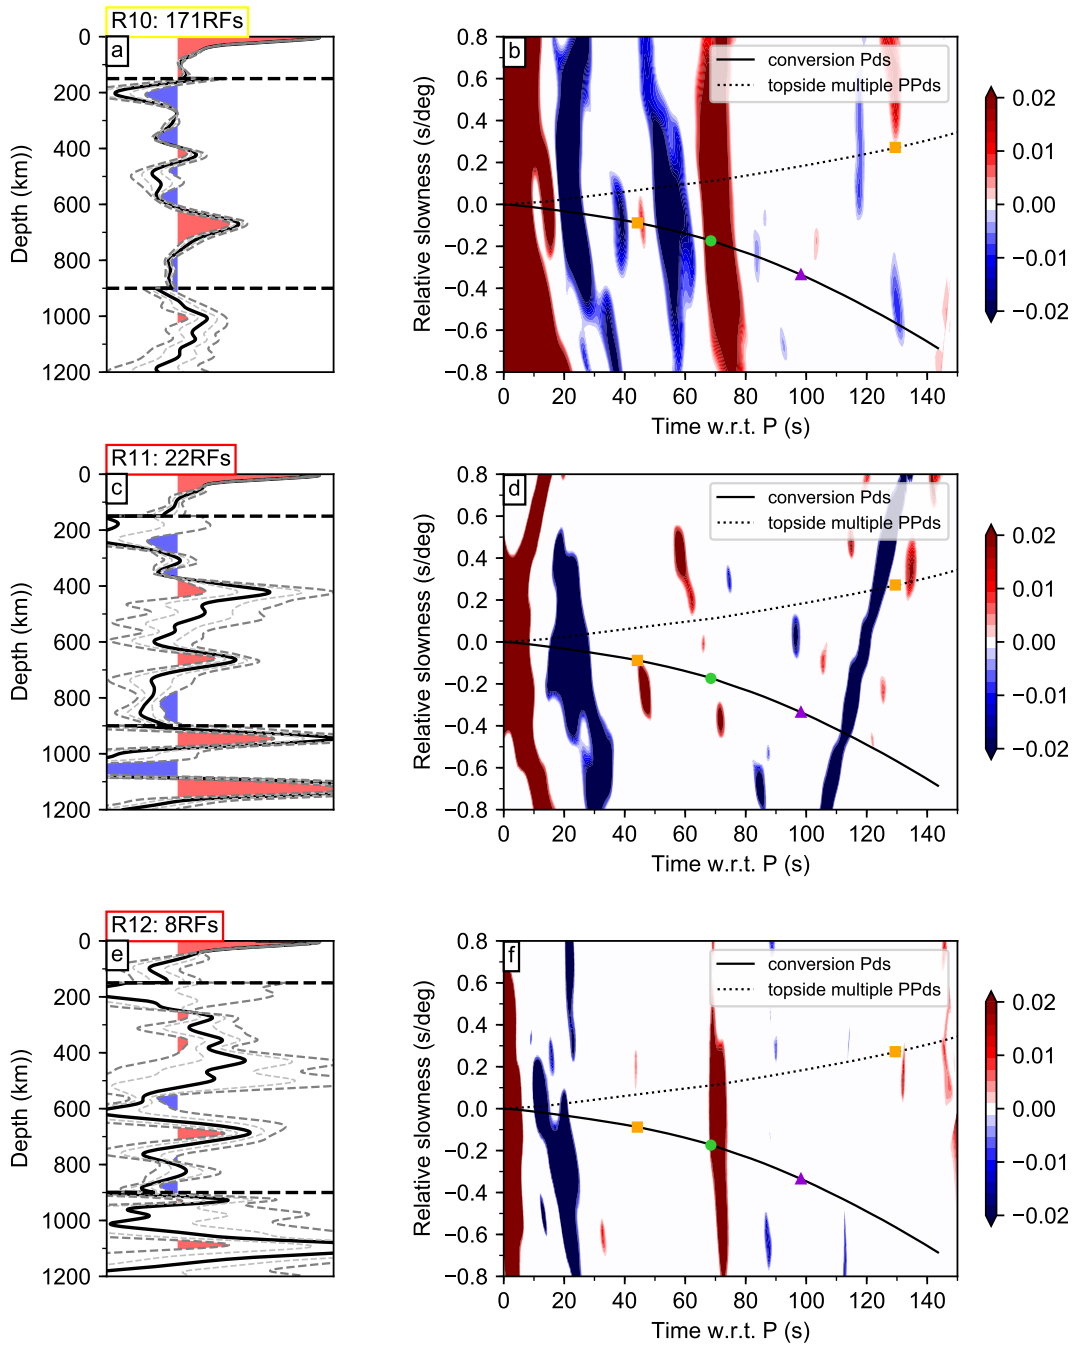 R10: 171RFs
a
0
200
400
600
800
1000
1200
Depth (km))
b
conversion Pds
topside multiple PPds
0.8
0.6
0.4
0.2
0.0
−0.2
−0.4
−0.6
−0.8
Relative slowness (s/deg)
0 20 40 60 80 100 120 140
Time w.r.t. P (s)
0.02
0.01
0.00
−0.01
−0.02
R11: 22RFs
c
0
200
400
600
800
1000
1200
Depth (km))
d
conversion Pds
topside multiple PPds
0.8
0.6
0.4
0.2
0.0
−0.2
−0.4
−0.6
−0.8
Relative slowness (s/deg)
0 20 40 60 80 100 120 140
Time w.r.t. P (s)
0.02
0.01
0.00
−0.01
−0.02
R12: 8RFs
e
0
200
400
600
800
1000
1200
Depth (km))
f
conversion Pds
topside multiple PPds
0.8
0.6
0.4
0.2
0.0
−0.2
−0.4
−0.6
−0.8
Relative slowness (s/deg)
0 20 40 60 80 100 120 140
Time w.r.t. P (s)
0.02
0.01
0.00
−0.01
−0.02